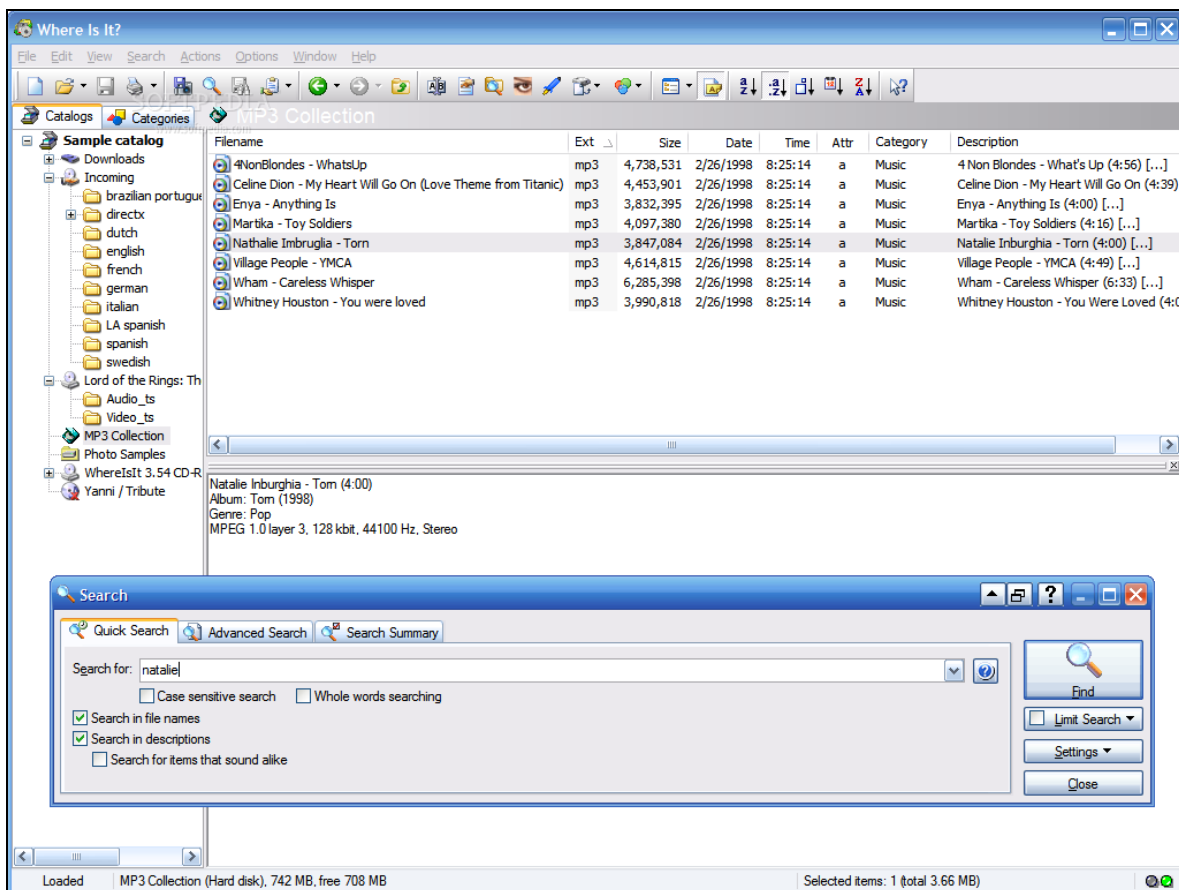 Where Is It?
File Edit View Search Actions Options Window Help
SOFTPEDIA
www.softpedia.com
Catalogs Categories MP3 Collection
Sample catalog
Downloads
Incoming
brazilian portugue
directx
dutch
english
french
german
italian
LA spanish
spanish
swedish
Lord of the Rings: Th
Audio_ts
Video_ts
MP3 Collection
Photo Samples
WhereIsIt 3.54 CD-R
Yanni / Tribute
Filename Ext Size Date Time Attr Category Description
4NonBlondes - WhatsUp mp3 4,738,531 2/26/1998 8:25:14 a Music 4 Non Blondes - What's Up (4:56) [...]
Celine Dion - My Heart Will Go On (Love Theme from Titanic) mp3 4,453,901 2/26/1998 8:25:14 a Music Celine Dion - My Heart Will Go On (4:39)
Enya - Anything Is mp3 3,832,395 2/26/1998 8:25:14 a Music Enya - Anything Is (4:00) [...]
Martika - Toy Soldiers mp3 4,097,380 2/26/1998 8:25:14 a Music Martika - Toy Soldiers (4:16) [...]
Nathalie Imbruglia - Torn mp3 3,847,084 2/26/1998 8:25:14 a Music Natalie Inburghia - Torn (4:00) [...]
Village People - YMCA mp3 4,614,815 2/26/1998 8:25:14 a Music Village People - YMCA (4:49) [...]
Wham - Careless Whisper mp3 6,285,398 2/26/1998 8:25:14 a Music Wham - Careless Whisper (6:33) [...]
Whitney Houston - You were loved mp3 3,990,818 2/26/1998 8:25:14 a Music Whitney Houston - You Were Loved (4:0
Natalie Inburghia - Torn (4:00)
Album: Torn (1998)
Genre: Pop
MPEG 1.0 layer 3, 128 kbit, 44100 Hz, Stereo
Search
Quick Search Advanced Search Search Summary
Search for: natalie
Case sensitive search Whole words searching
Search in file names
Search in descriptions
Search for items that sound alike
Find
Limit Search
Settings
Close
Loaded MP3 Collection (Hard disk), 742 MB, free 708 MB Selected items: 1 (total 3.66 MB)